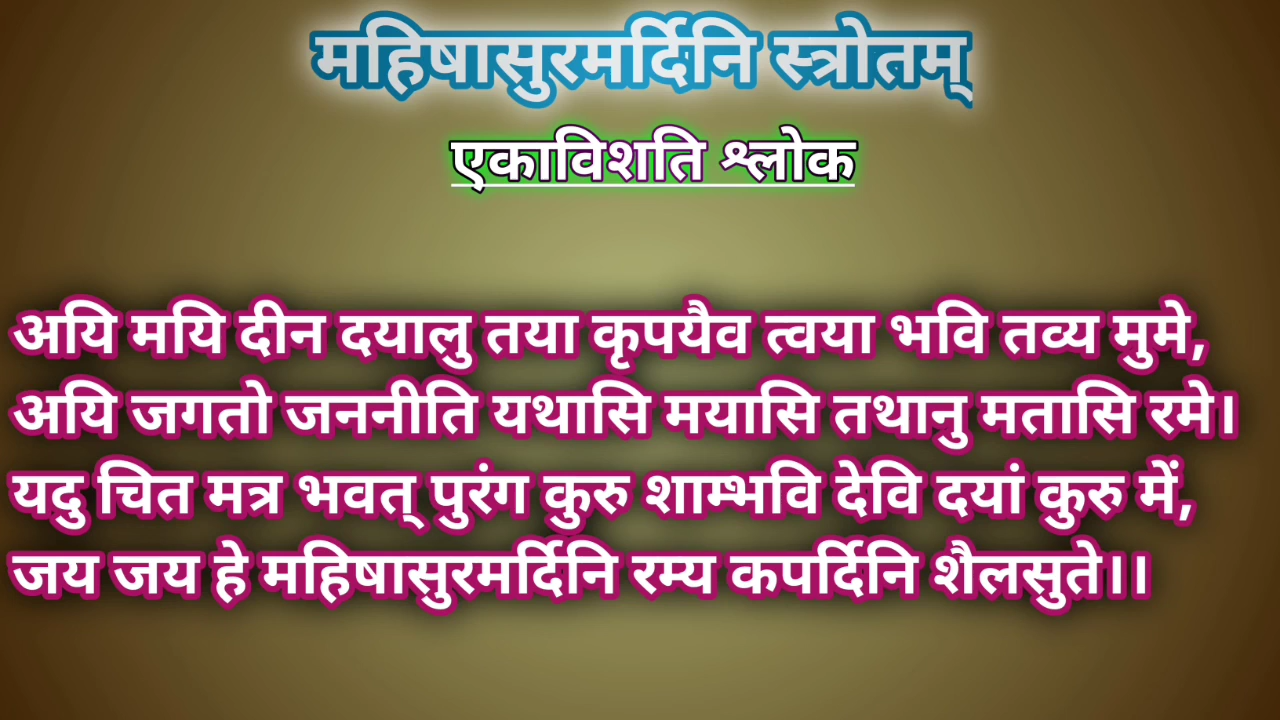 महिषासुरमर्दिनि स्त्रोतम्
एकाविशति श्लोक
अयि मयि दीन दयालु तया कृपयैव त्वया भवि तव्य मुमे,
अयि जगतो जननीति यथासि मयासि तथानु मतासि रमे।
यदु चित मत्र भवत् पुरंग कुरु शाम्भवि देवि दयां कुरु में,
जय जय हे महिषासुरमर्दिनि रम्य कपर्दिनि शैलसुते।।